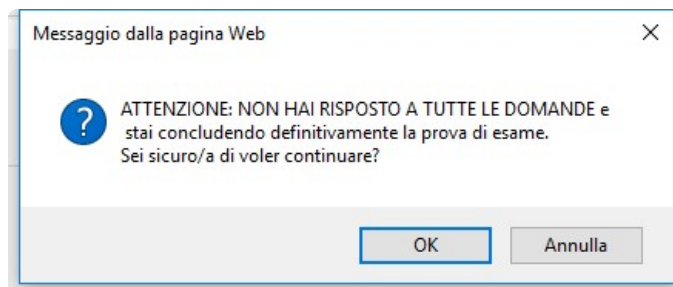 Messaggio dalla pagina Web
ATTENZIONE: NON HAI RISPOSTO A TUTTE LE DOMANDE e
stai concludendo definitivamente la prova di esame.
Sei sicuro/a di voler continuare?
OK Annulla